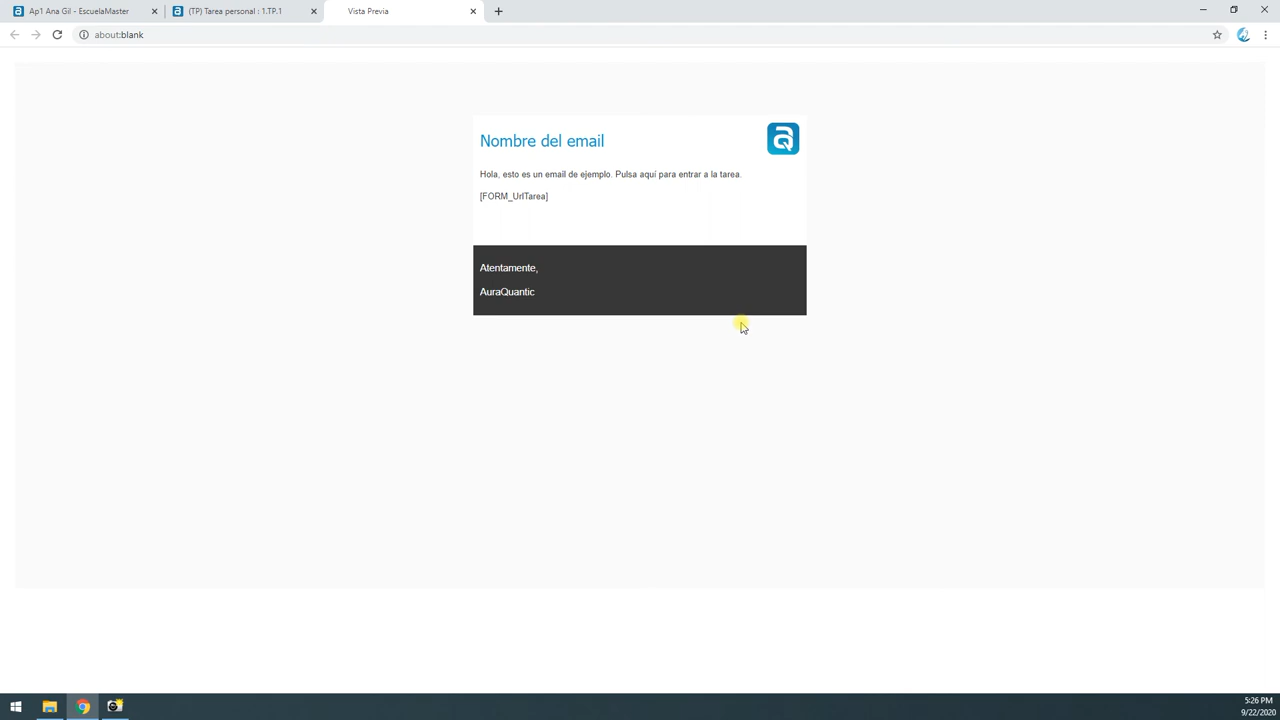 Ap1 Ana Gil - EscuelaMaster
(TP) Tarea personal : 1.TP.1
Vista Previa
about:blank
Nombre del email
Hola, esto es un email de ejemplo. Pulsa aquí para entrar a la tarea.
[FORM_UrlTarea]
Atentamente,
AuraQuantic
5:26 PM
9/22/2020